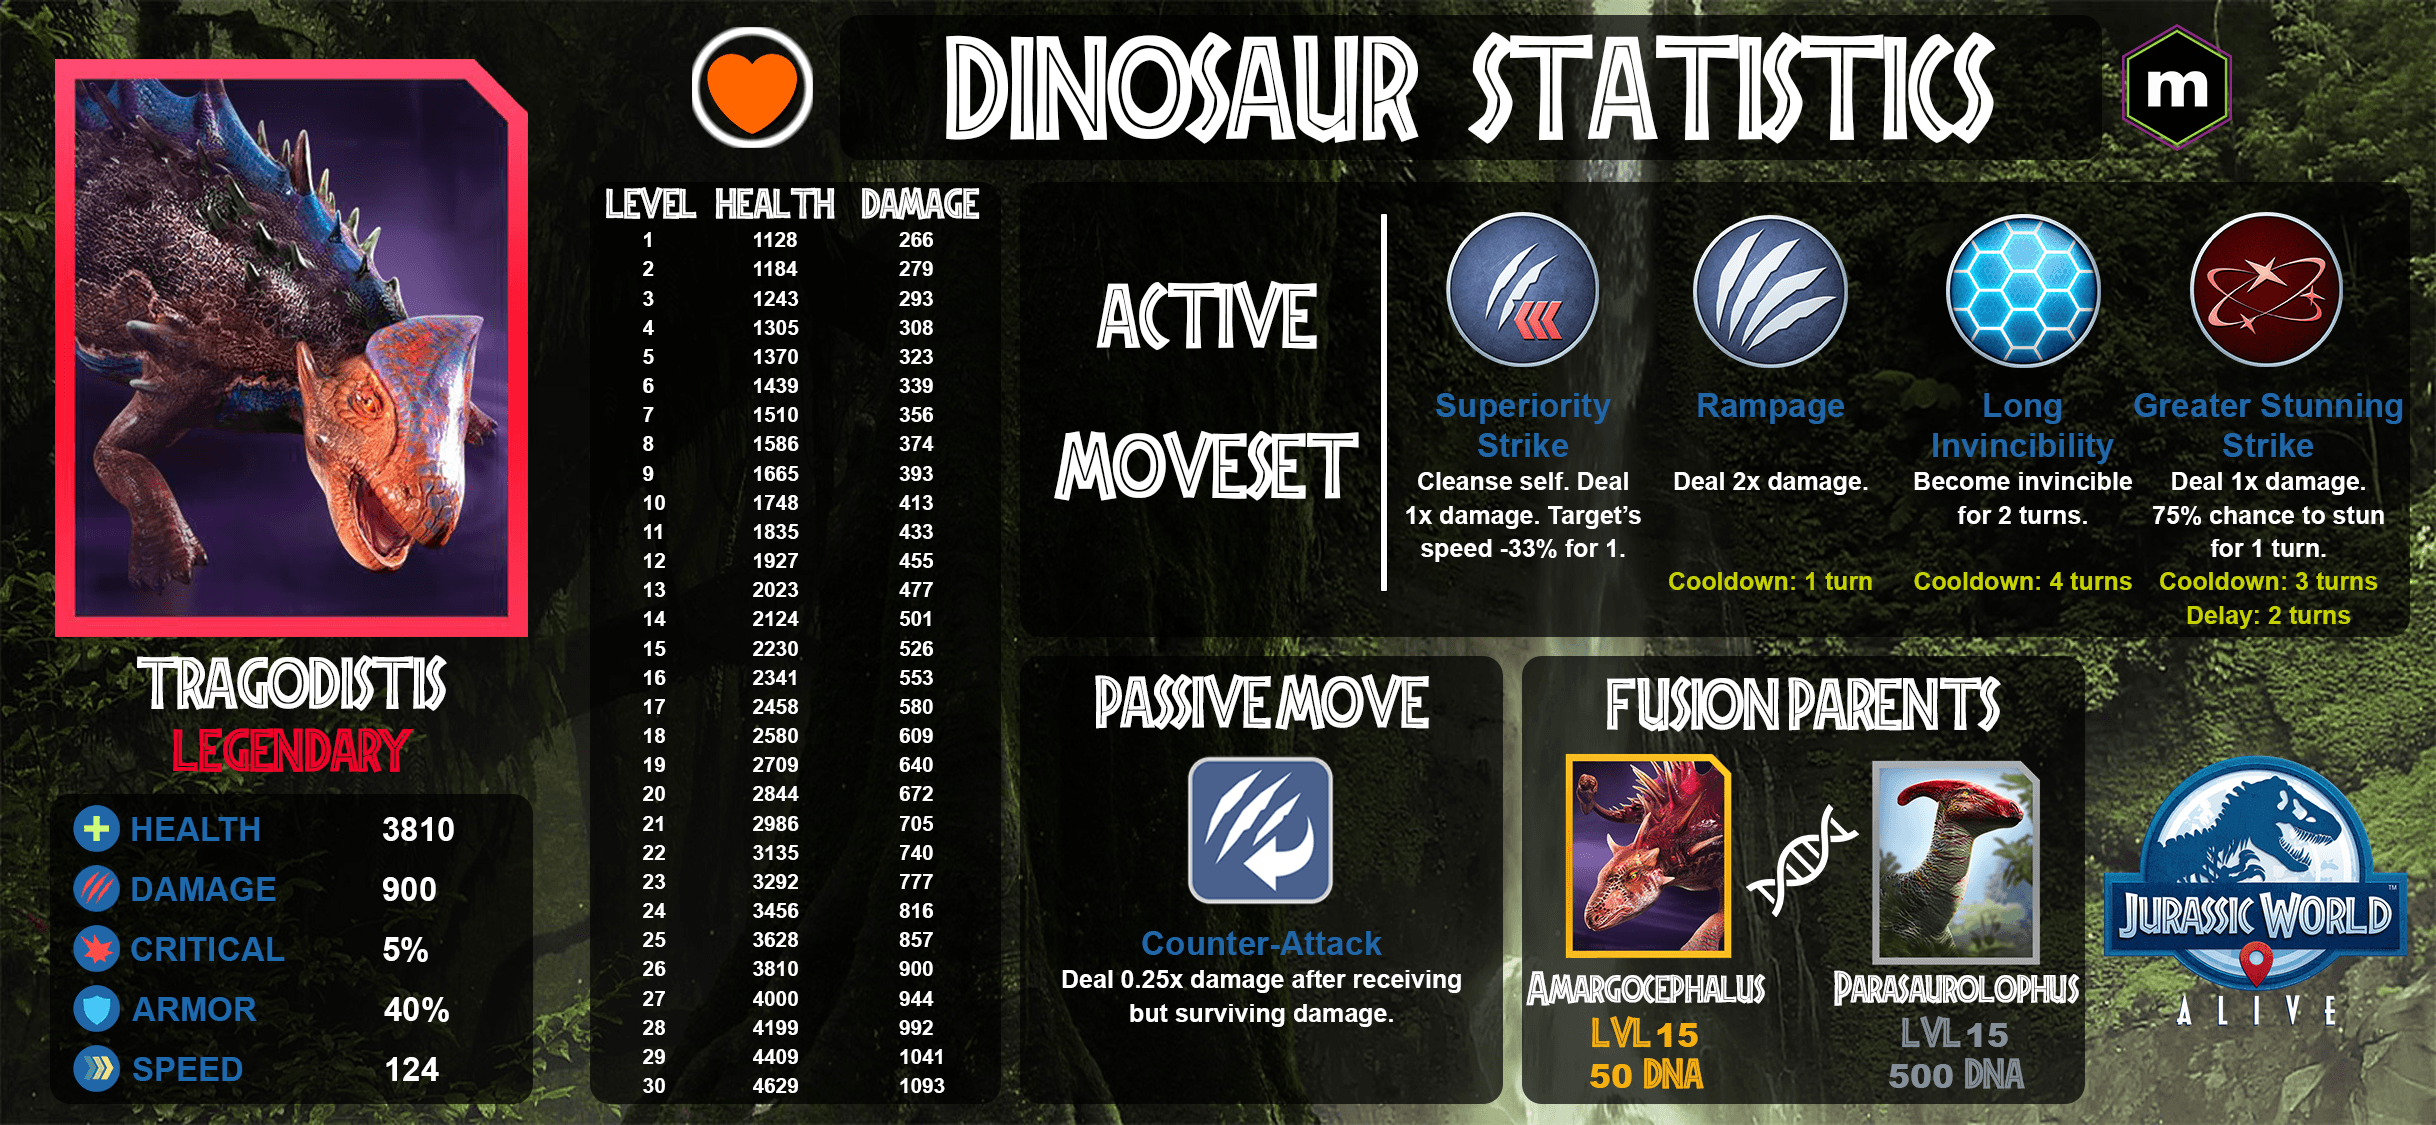 DINOSAUR STATISTICS
m
TRAGODISTIS
LEGENDARY
HEALTH 3810
DAMAGE 900
CRITICAL 5%
ARMOR 40%
SPEED 124
LEVEL HEALTH DAMAGE
1 1128 266
2 1184 279
3 1243 293
4 1305 308
5 1370 323
6 1439 339
7 1510 356
8 1586 374
9 1665 393
10 1748 413
11 1835 433
12 1927 455
13 2023 477
14 2124 501
15 2230 526
16 2341 553
17 2458 580
18 2580 609
19 2709 640
20 2844 672
21 2986 705
22 3135 740
23 3292 777
24 3456 816
25 3628 857
26 3810 900
27 4000 944
28 4199 992
29 4409 1041
30 4629 1093
ACTIVE
MOVESET
Superiority
Strike
Cleanse self. Deal
1x damage. Target’s
speed -33% for 1.
Rampage
Deal 2x damage.
Cooldown: 1 turn
Long
Invincibility
Become invincible
for 2 turns.
Cooldown: 4 turns
Greater Stunning
Strike
Deal 1x damage.
75% chance to stun
for 1 turn.
Cooldown: 3 turns
Delay: 2 turns
PASSIVE MOVE
Counter-Attack
Deal 0.25x damage after receiving
but surviving damage.
FUSION PARENTS
AMARGOCEPHALUS
LVL 15
50 DNA
PARASAUROLOPHUS
LVL 15
500 DNA
JURASSIC WORLD™
ALIVE